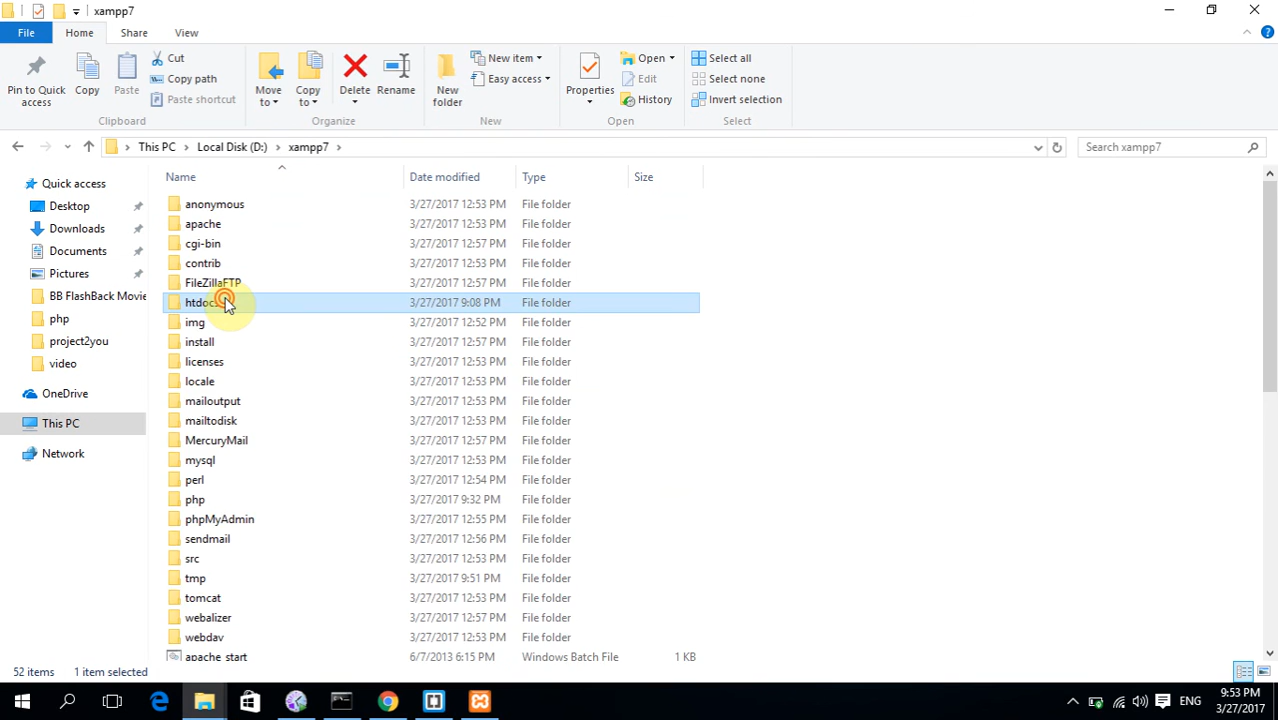 xampp7
File Home Share View
Pin to Quick access
Copy
Paste
Cut
Copy path
Paste shortcut
Clipboard
Move to
Copy to
Delete
Rename
Organize
New folder
New item
Easy access
New
Properties
Open
Edit
History
Open
Select all
Select none
Invert selection
Select
This PC Local Disk (D:) xampp7
Search xampp7
Quick access
Desktop
Downloads
Documents
Pictures
BB FlashBack Movie
php
project2you
video
OneDrive
This PC
Network
Name Date modified Type Size
anonymous 3/27/2017 12:53 PM File folder
apache 3/27/2017 12:53 PM File folder
cgi-bin 3/27/2017 12:57 PM File folder
contrib 3/27/2017 12:53 PM File folder
FileZillaFTP 3/27/2017 12:57 PM File folder
htdocs 3/27/2017 9:08 PM File folder
img 3/27/2017 12:52 PM File folder
install 3/27/2017 12:57 PM File folder
licenses 3/27/2017 12:53 PM File folder
locale 3/27/2017 12:53 PM File folder
mailoutput 3/27/2017 12:53 PM File folder
mailtodisk 3/27/2017 12:53 PM File folder
MercuryMail 3/27/2017 12:57 PM File folder
mysql 3/27/2017 12:53 PM File folder
perl 3/27/2017 12:54 PM File folder
php 3/27/2017 9:32 PM File folder
phpMyAdmin 3/27/2017 12:55 PM File folder
sendmail 3/27/2017 12:56 PM File folder
src 3/27/2017 12:53 PM File folder
tmp 3/27/2017 9:51 PM File folder
tomcat 3/27/2017 12:53 PM File folder
webalizer 3/27/2017 12:57 PM File folder
webdav 3/27/2017 12:53 PM File folder
apache_start 6/7/2013 6:15 PM Windows Batch File 1 KB
52 items 1 item selected
ENG
9:53 PM
3/27/2017